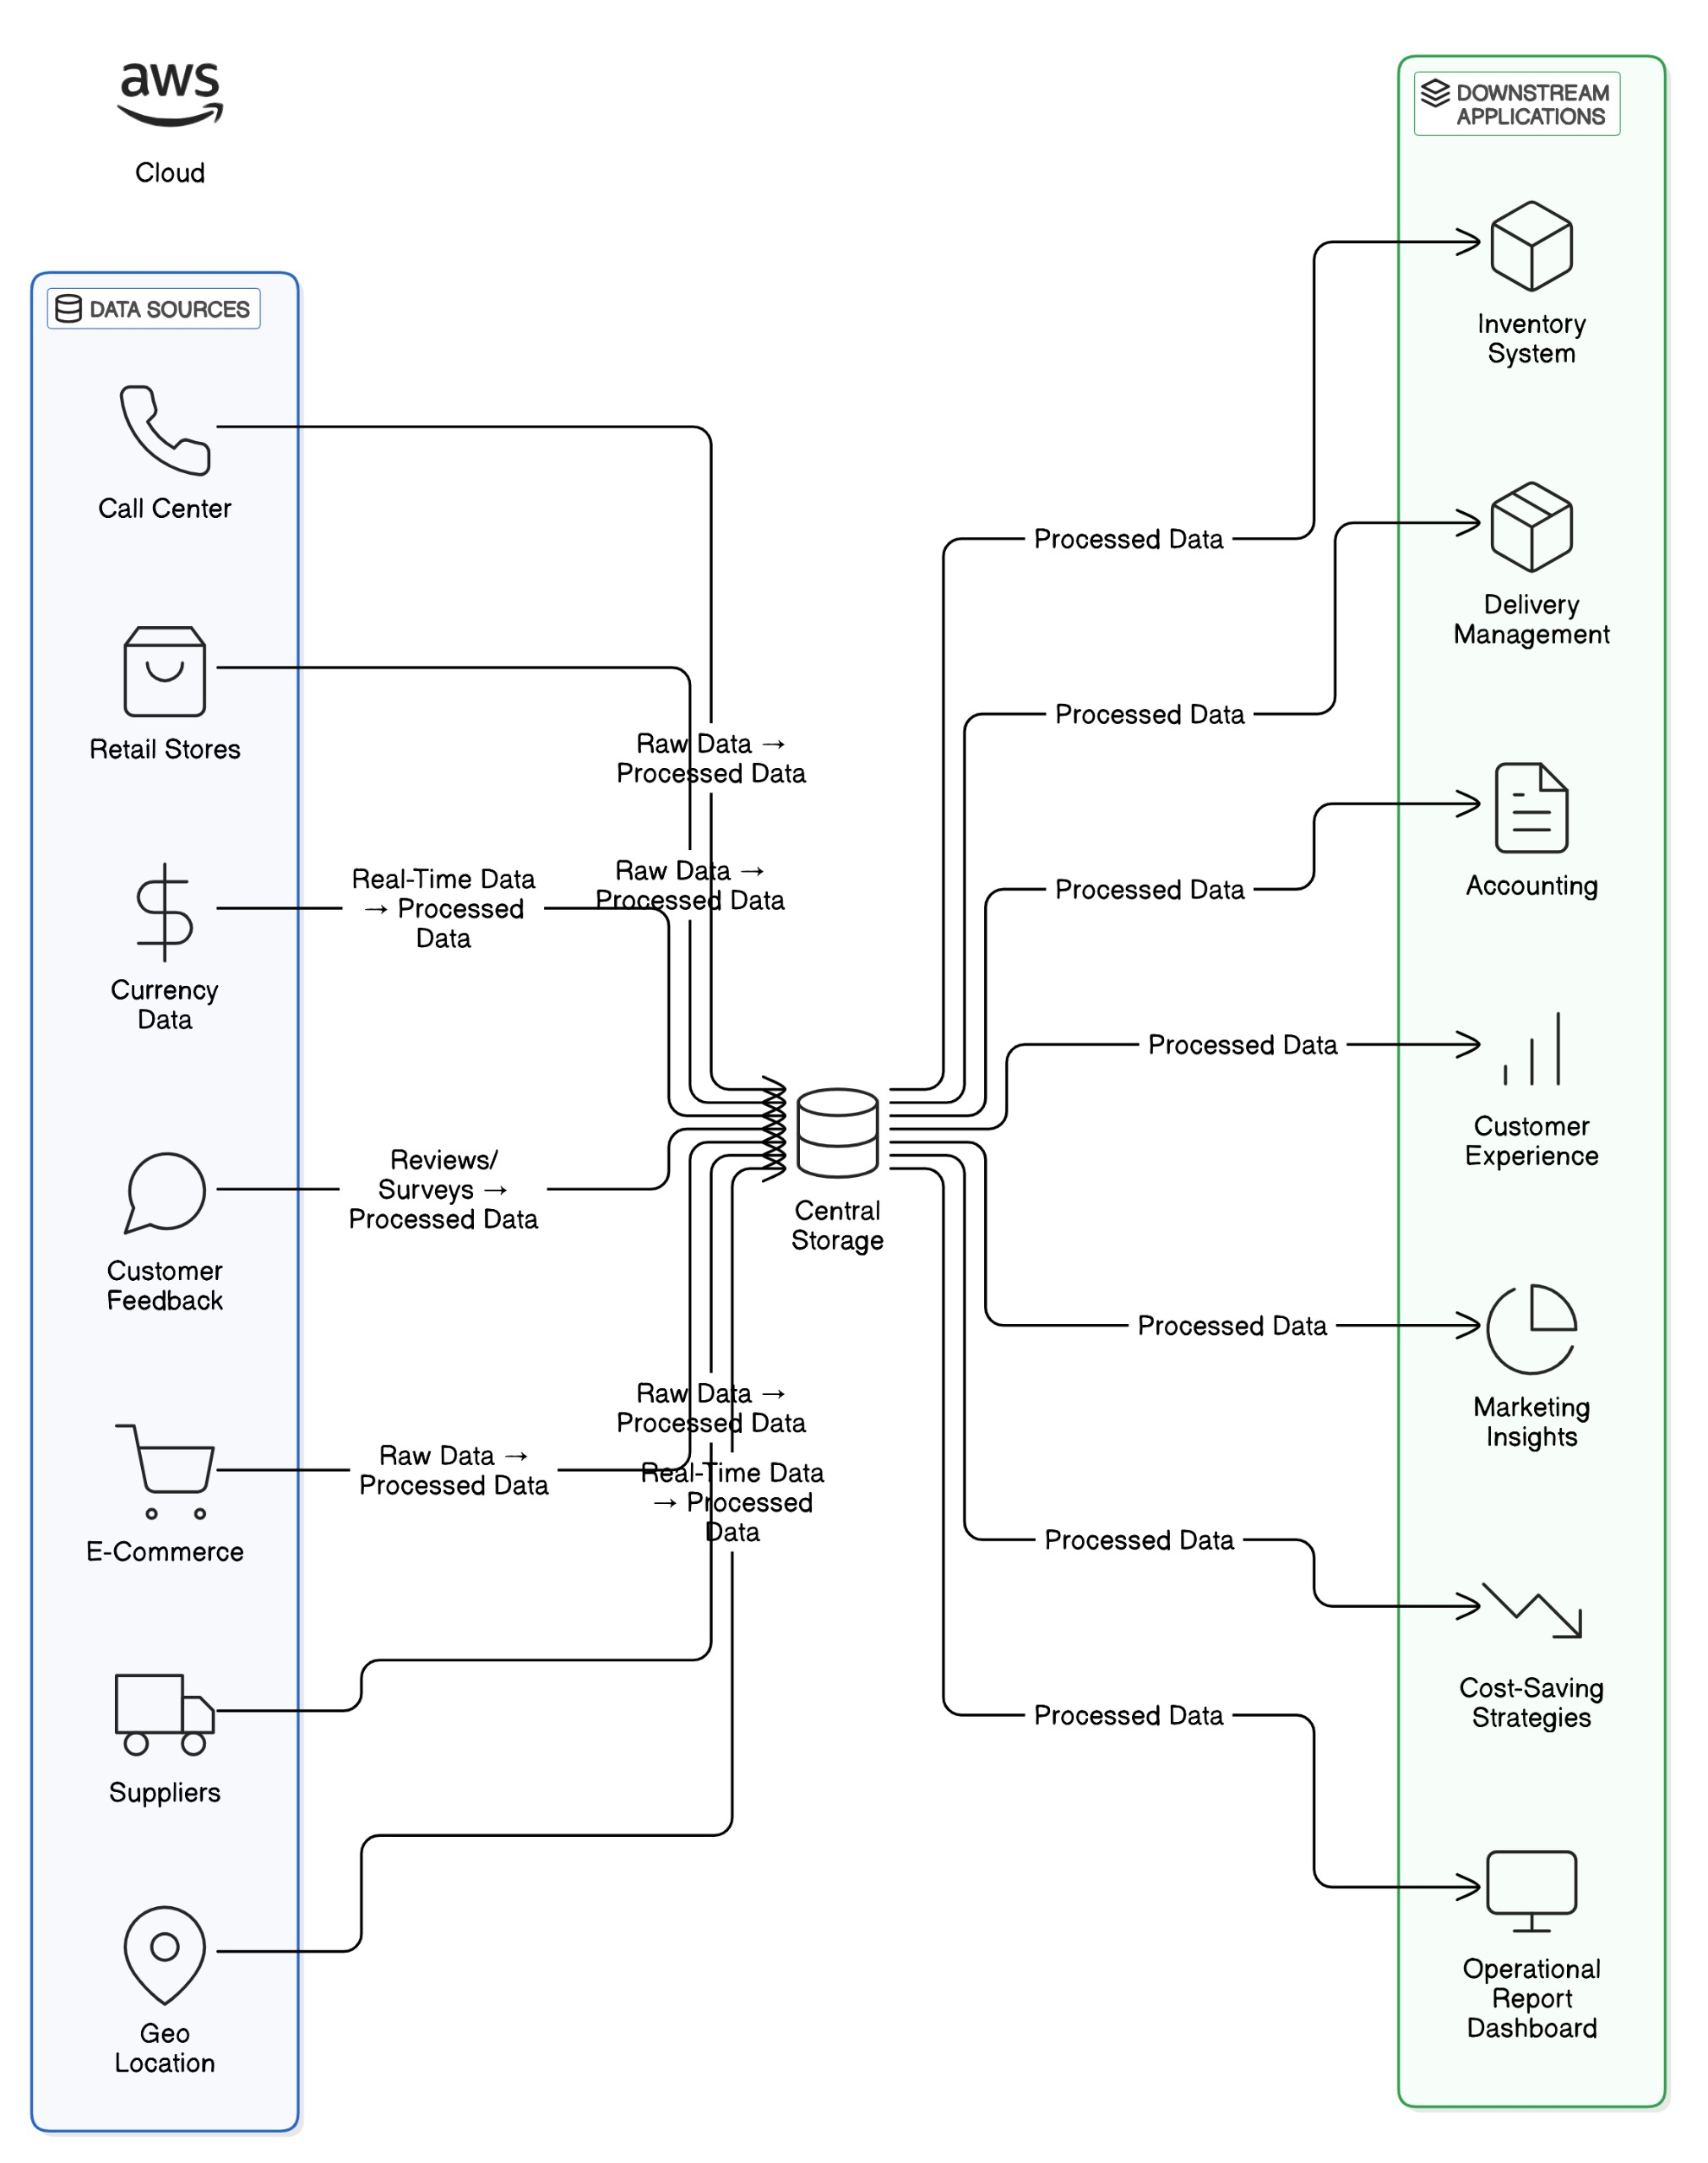 aws
Cloud
DATA SOURCES
Call Center
Retail Stores
Currency
Data
Customer
Feedback
E-Commerce
Suppliers
Geo
Location
Raw Data →
Processed Data
Raw Data →
Processed Data
Real-Time Data
→ Processed
Data
Reviews/
Surveys →
Processed Data
Raw Data →
Processed Data
Raw Data →
Processed Data
Real-Time Data
→ Processed
Data
Central
Storage
Processed Data
Processed Data
Processed Data
Processed Data
Processed Data
Processed Data
Processed Data
DOWNSTREAM
APPLICATIONS
Inventory
System
Delivery
Management
Accounting
Customer
Experience
Marketing
Insights
Cost-Saving
Strategies
Operational
Report
Dashboard